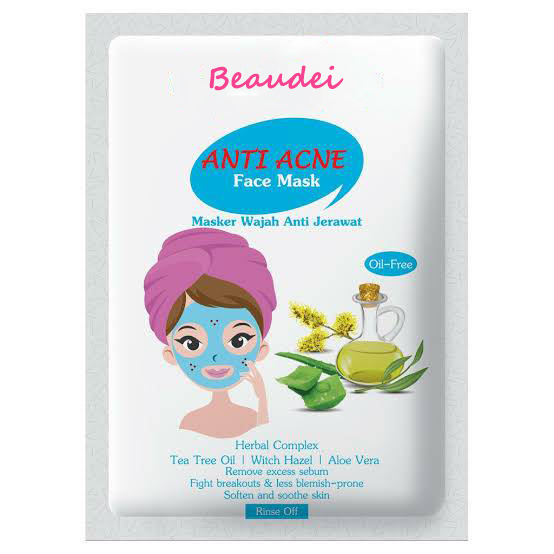 Beaudei
ANTI ACNE
Face Mask
Masker Wajah Anti Jerawat
Oil-Free
Herbal Complex
Tea Tree Oil | Witch Hazel | Aloe Vera
Remove excess sebum
Fight breakouts & less blemish-prone
Soften and soothe skin
Rinse Off